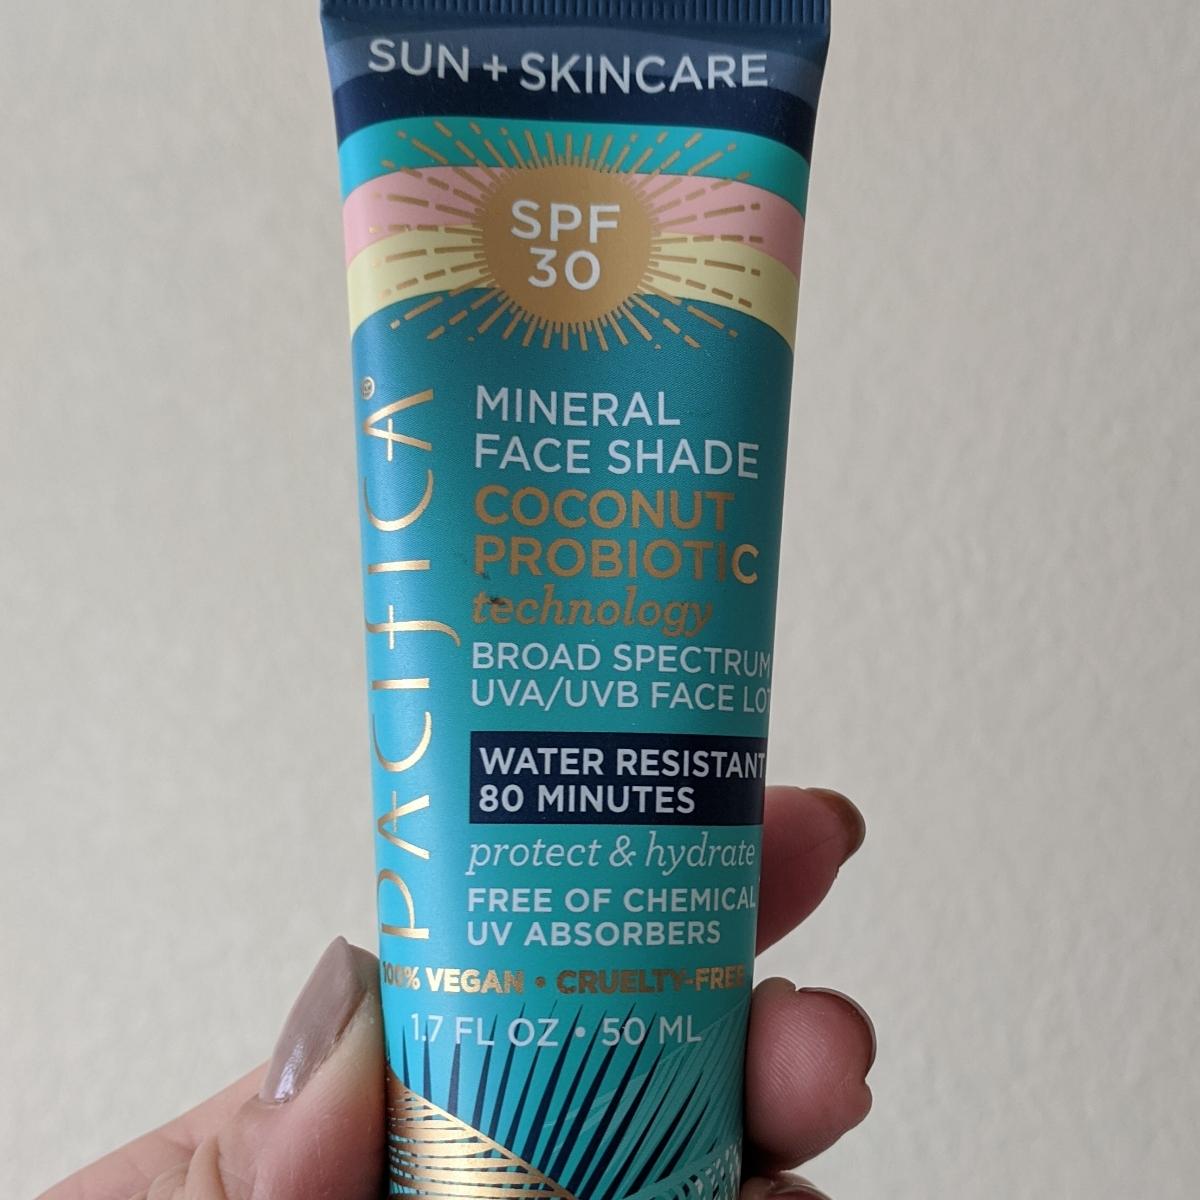 SUN + SKINCARE
SPF
30
PACIFICA®
MINERAL
FACE SHADE
COCONUT
PROBIOTIC
technology
BROAD SPECTRUM
UVA/UVB FACE
WATER RESISTANT
80 MINUTES
protect & hydrate
FREE OF CHEMICAL
UV ABSORBERS
100% VEGAN • CRUELTY-FREE
1.7 FL OZ • 50 ML